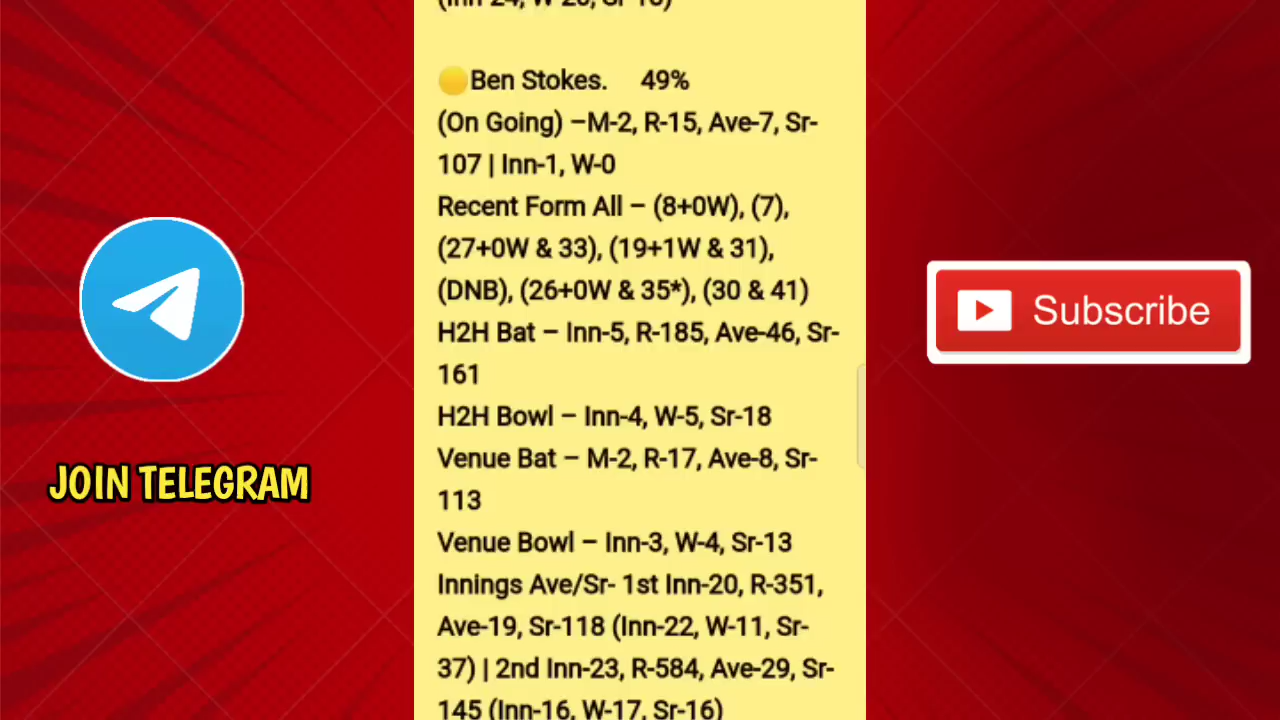 (Inn-24, W-20, Sr-18)
Ben Stokes. 49%
(On Going) –M-2, R-15, Ave-7, Sr-
107 | Inn-1, W-0
Recent Form All – (8+0W), (7),
(27+0W & 33), (19+1W & 31),
(DNB), (26+0W & 35*), (30 & 41)
H2H Bat – Inn-5, R-185, Ave-46, Sr-
161
H2H Bowl – Inn-4, W-5, Sr-18
Venue Bat – M-2, R-17, Ave-8, Sr-
113
Venue Bowl – Inn-3, W-4, Sr-13
Innings Ave/Sr- 1st Inn-20, R-351,
Ave-19, Sr-118 (Inn-22, W-11, Sr-
37) | 2nd Inn-23, R-584, Ave-29, Sr-
145 (Inn-16, W-17, Sr-16)
JOIN TELEGRAM
Subscribe